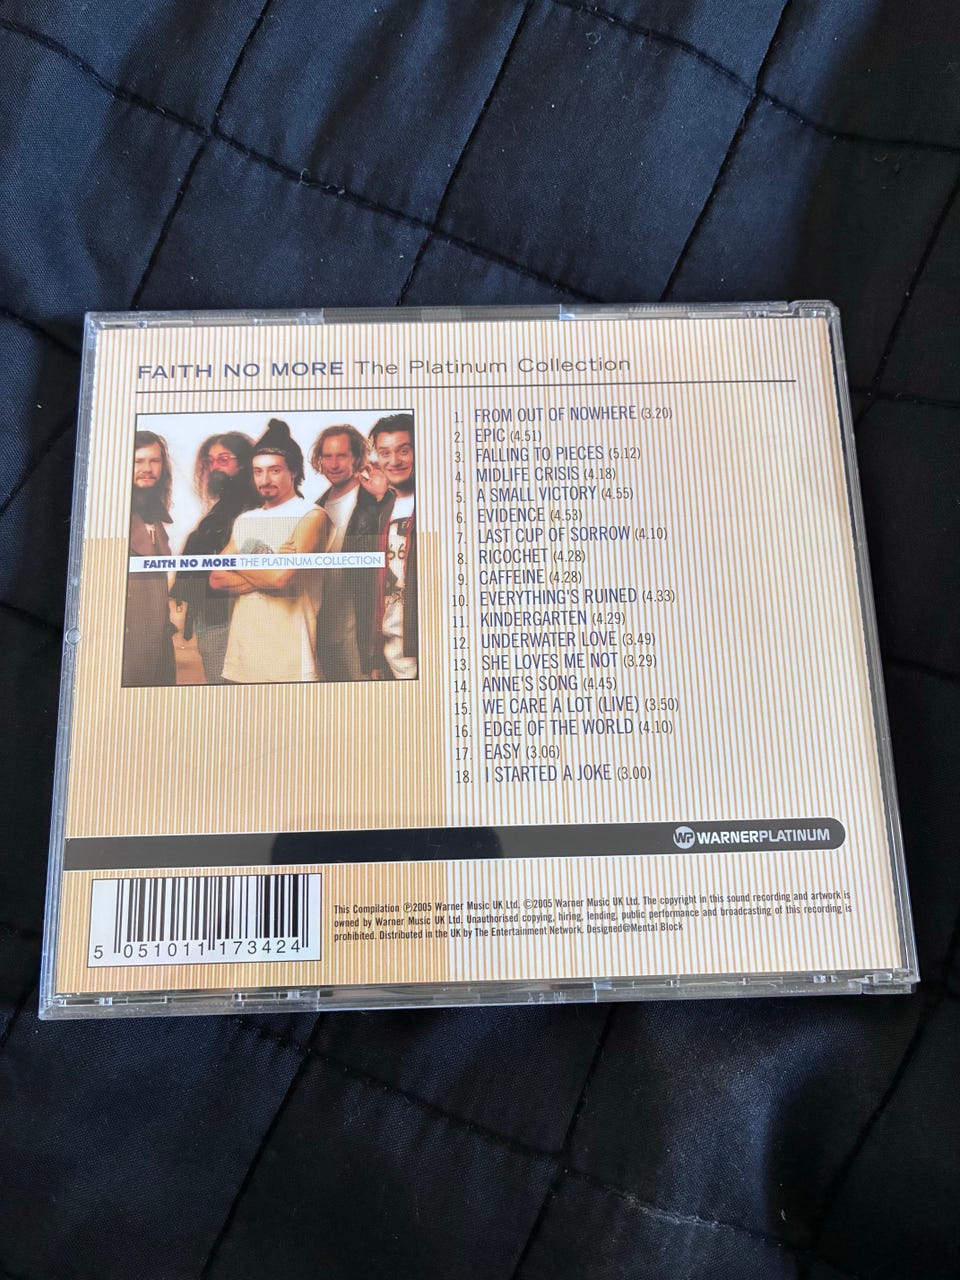 FAITH NO MORE The Platinum Collection
FAITH NO MORE THE PLATINUM COLLECTION
66
1. FROM OUT OF NOWHERE (3.20)
2. EPIC (4.51)
3. FALLING TO PIECES (5.12)
4. MIDLIFE CRISIS (4.18)
5. A SMALL VICTORY (4.55)
6. EVIDENCE (4.53)
7. LAST CUP OF SORROW (4.10)
8. RICOCHET (4.28)
9. CAFFEINE (4.28)
10. EVERYTHING'S RUINED (4.33)
11. KINDERGARTEN (4.29)
12. UNDERWATER LOVE (3.49)
13. SHE LOVES ME NOT (3.29)
14. ANNE'S SONG (4.45)
15. WE CARE A LOT (LIVE) (3.50)
16. EDGE OF THE WORLD (4.10)
17. EASY (3.06)
18. I STARTED A JOKE (3.00)
WP WARNERPLATINUM
5 051011 173424
This Compilation ℗2005 Warner Music UK Ltd. ©2005 Warner Music UK Ltd. The copyright in this sound recording and artwork is
owned by Warner Music UK Ltd. Unauthorised copying, hiring, lending, public performance and broadcasting of this recording is
prohibited. Distributed in the UK by The Entertainment Network. Designed@Mental Block